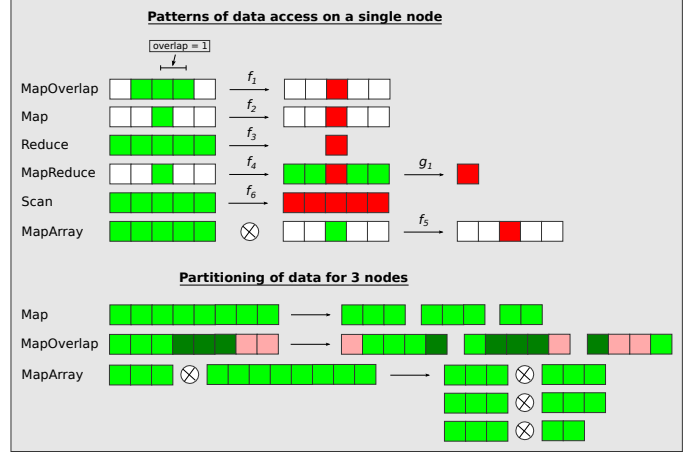 Patterns of data access on a single node
overlap = 1
MapOverlap f1
Map f2
Reduce f3
MapReduce f4 g1
Scan f6
MapArray f5
Partitioning of data for 3 nodes
Map
MapOverlap
MapArray